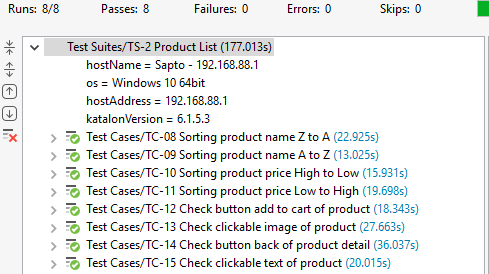 Runs: 8/8 Passes: 8 Failures: 0 Errors: 0 Skips: 0
Test Suites/TS-2 Product List (177.013s)
hostName = Sapto - 192.168.88.1
os = Windows 10 64bit
hostAddress = 192.168.88.1
katalonVersion = 6.1.5.3
Test Cases/TC-08 Sorting product name Z to A (22.925s)
Test Cases/TC-09 Sorting product name A to Z (13.025s)
Test Cases/TC-10 Sorting product price High to Low (15.931s)
Test Cases/TC-11 Sorting product price Low to High (19.698s)
Test Cases/TC-12 Check button add to cart of product (18.343s)
Test Cases/TC-13 Check clickable image of product (27.663s)
Test Cases/TC-14 Check button back of product detail (36.037s)
Test Cases/TC-15 Check clickable text of product (20.015s)